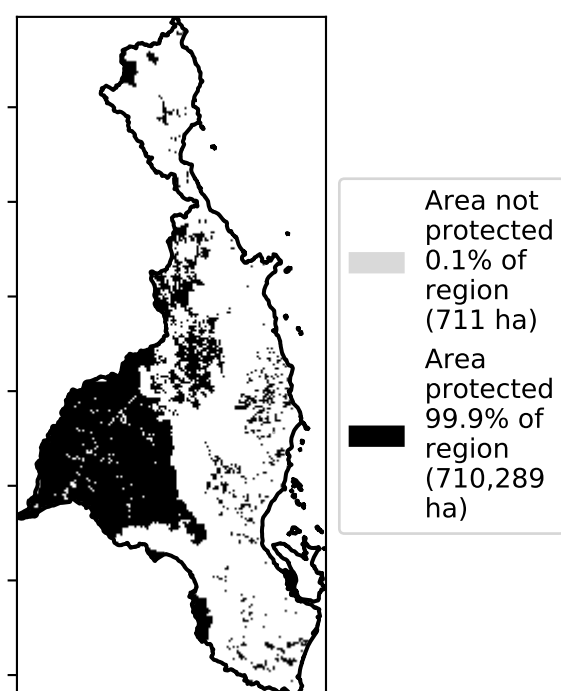 Area not
protected
0.1% of
region
(711 ha)
Area
protected
99.9% of
region
(710,289
ha)